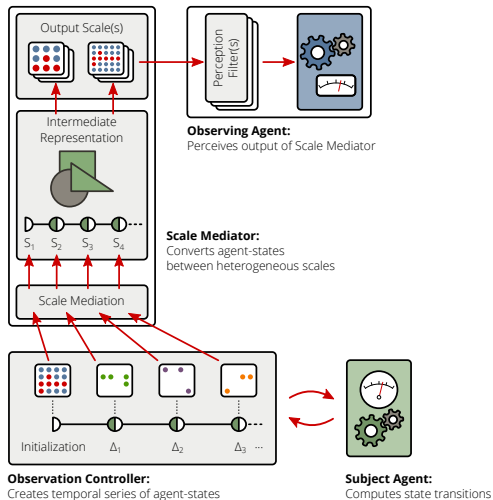 Output Scale(s)
Perception
Filter(s)
Intermediate
Representation
Observing Agent:
Perceives output of Scale Mediator
S1 S2 S3 S4
Scale Mediator:
Converts agent-states
between heterogeneous scales
Scale Mediation
Initialization Δ1 Δ2 Δ3 ...
Observation Controller:
Creates temporal series of agent-states
Subject Agent:
Computes state transitions